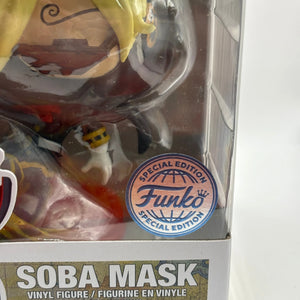 SPECIAL EDITION
Funko
SPECIAL EDITION
SOBA MASK
VINYL FIGURE / FIGURINE EN VINYLE